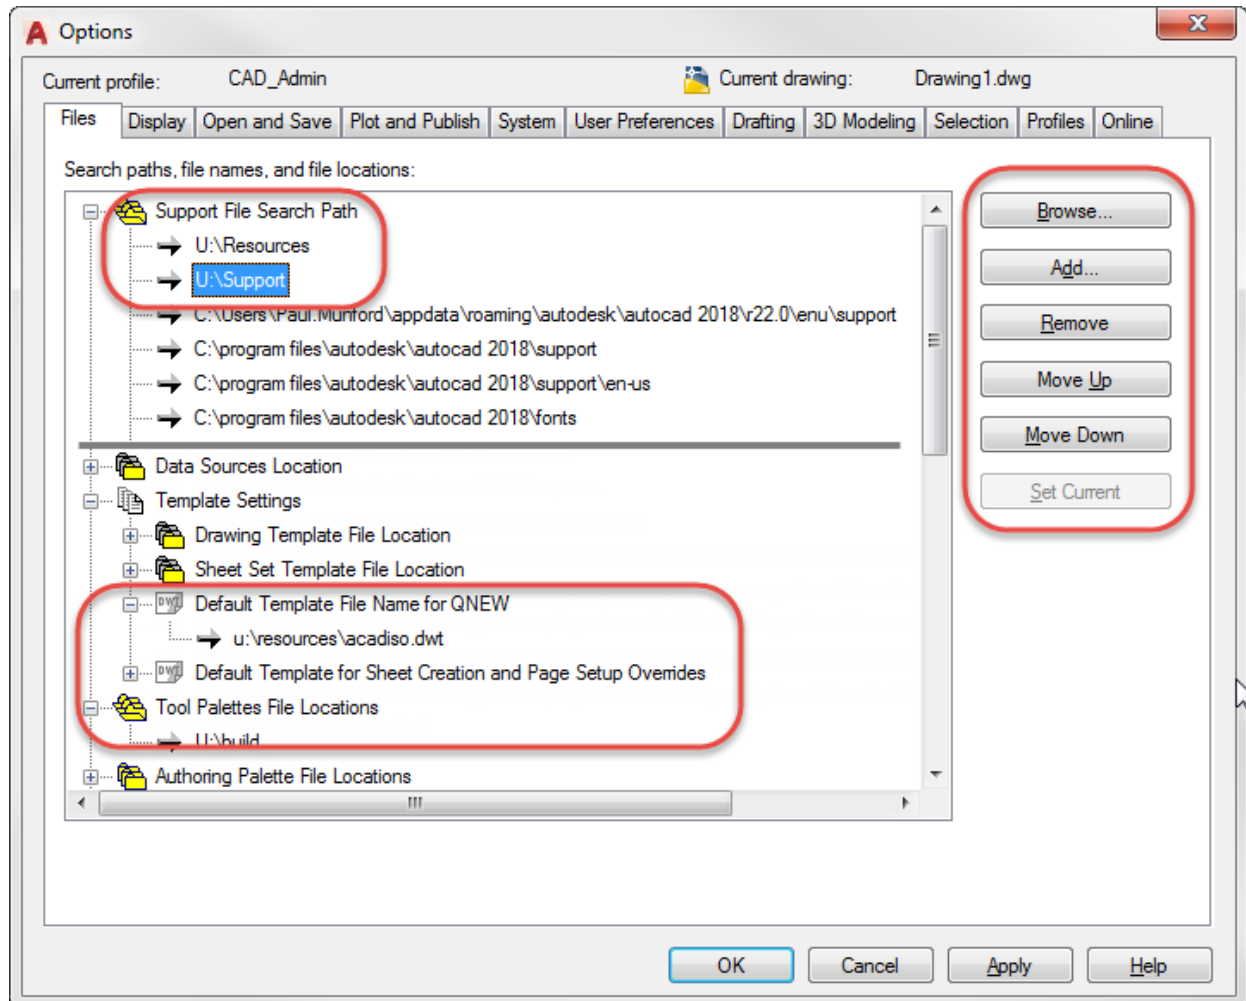 Options
Current profile: CAD_Admin Current drawing: Drawing1.dwg
Files Display Open and Save Plot and Publish System User Preferences Drafting 3D Modeling Selection Profiles Online
Search paths, file names, and file locations:
Support File Search Path
U:\Resources
U:\Support
C:\Users\Paul.Munford\appdata\roaming\autodesk\autocad 2018\r22.0\enu\support
C:\program files\autodesk\autocad 2018\support
C:\program files\autodesk\autocad 2018\support\en-us
C:\program files\autodesk\autocad 2018\fonts
Data Sources Location
Template Settings
Drawing Template File Location
Sheet Set Template File Location
Default Template File Name for QNEW
u:\resources\acadiso.dwt
Default Template for Sheet Creation and Page Setup Overrides
Tool Palettes File Locations
U:\build
Authoring Palette File Locations
Browse...
Add...
Remove
Move Up
Move Down
Set Current
OK Cancel Apply Help